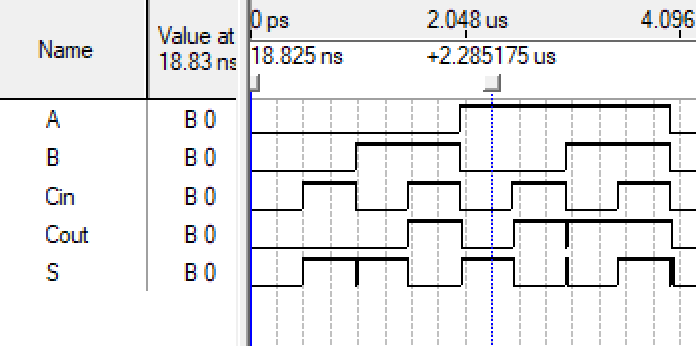 Name
Value at
18.83 ns
0 ps
2.048 us
4.096
18.825 ns
+2.285175 us
A
B 0
B
B 0
Cin
B 0
Cout
B 0
S
B 0